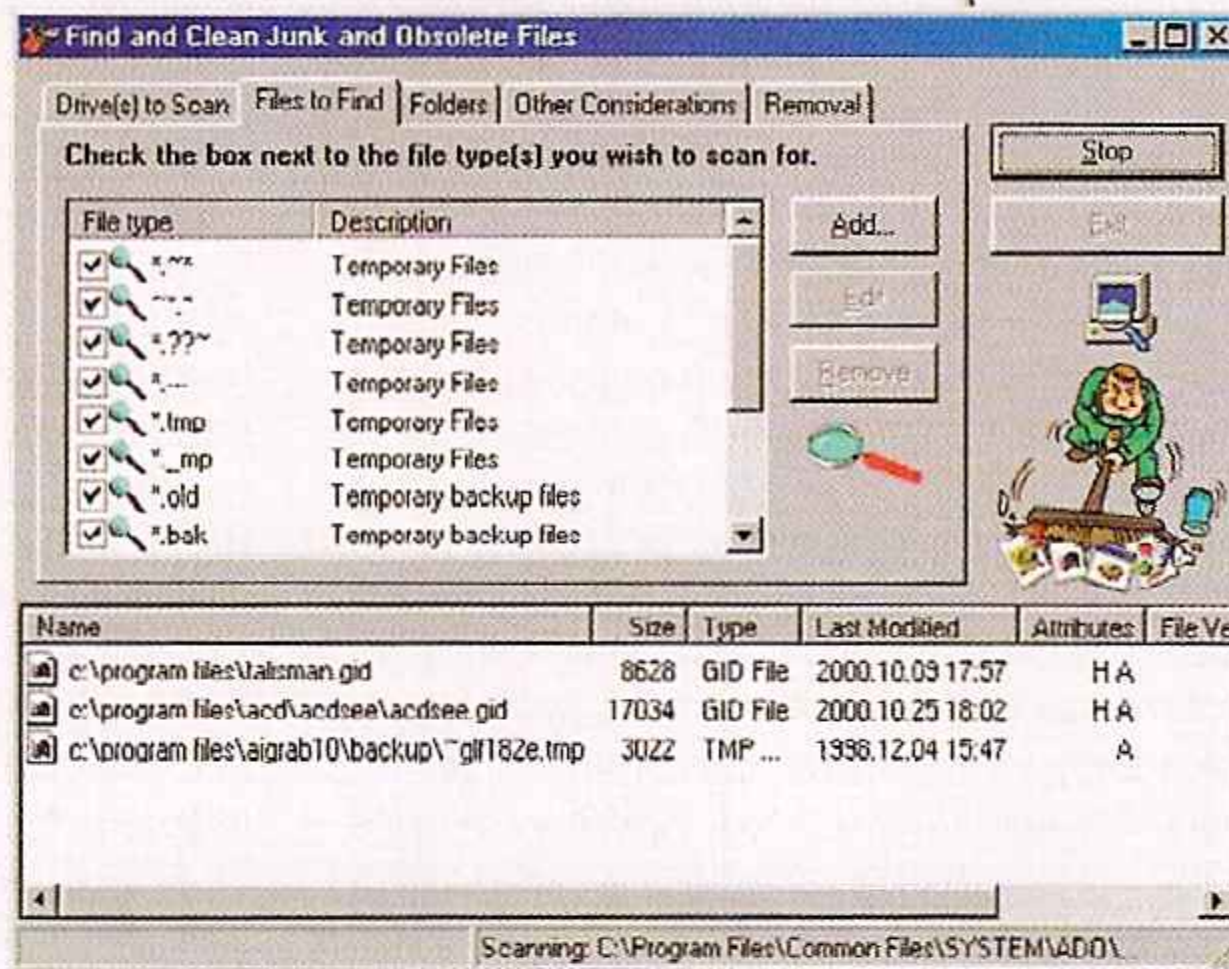 Find and Clean Junk and Obsolete Files
Drive(s) to Scan Files to Find Folders Other Considerations Removal
Check the box next to the file type(s) you wish to scan for.
Stop
Exit
File type Description
*.~* Temporary Files
~*.* Temporary Files
*.??~ Temporary Files
*.--- Temporary Files
*.tmp Temporary Files
*._mp Temporary Files
*.old Temporary backup files
*.bak Temporary backup files
Add...
Edit
Remove
Name Size Type Last Modified Attributes File Ve
c:\program files\talisman.gid 8628 GID File 2000.10.09 17:57 H A
c:\program files\acd\acdsee\acdsee.gid 17034 GID File 2000.10.25 18:02 H A
c:\program files\aigrab10\backup\~glf182e.tmp 3022 TMP ... 1998.12.04 15:47 A
Scanning: C:\Program Files\Common Files\SYSTEM\ADO\...